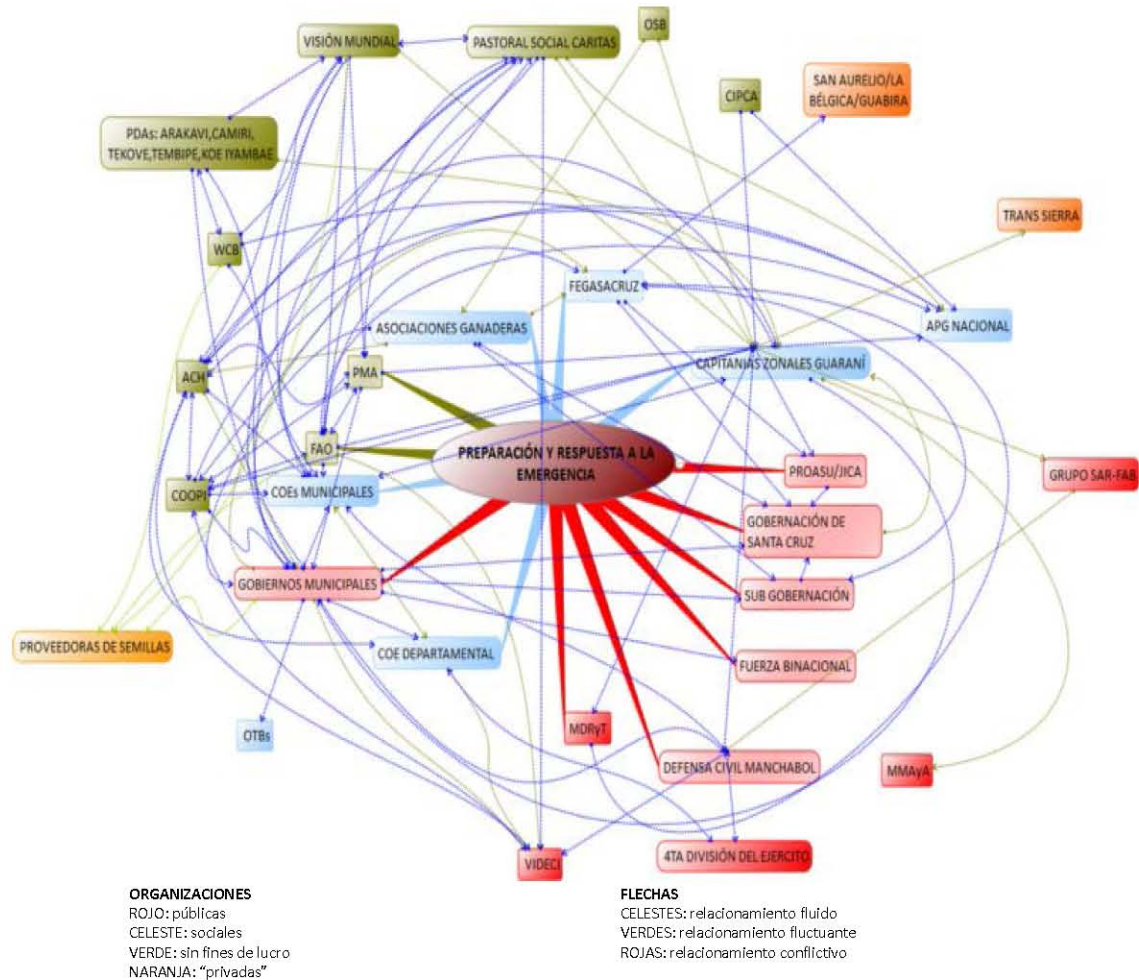 OSB
VISIÓN MUNDIAL
PASTORAL SOCIAL CARITAS
SAN AURELIO/LA
BÉLGICA/GUABIRA
CIPCA
PDAs: ARAKAVI,CAMIRI,
TEKOVE,TEMBIPE,KOE IYAMBAE
TRANS SIERRA
WCB
FEGASACRUZ
ASOCIACIONES GANADERAS
APG NACIONAL
CAPITANIAS ZONALES GUARANÍ
ACH
PMA
PREPARACIÓN Y RESPUESTA A LA
EMERGENCIA
FAO
PROASU/JICA
GRUPO SAR-FAB
COOPI
COEs MUNICIPALES
GOBERNACIÓN DE
SANTA CRUZ
GOBIERNOS MUNICIPALES
SUB GOBERNACIÓN
PROVEEDORAS DE SEMILLAS
COE DEPARTAMENTAL
FUERZA BINACIONAL
OTBs
MDRyT
DEFENSA CIVIL MANCHABOL
MMAyA
VIDECI
4TA DIVISIÓN DEL EJERCITO
ORGANIZACIONES
ROJO: públicas
CELESTE: sociales
VERDE: sin fines de lucro
NARANJA: “privadas”
FLECHAS
CELESTES: relacionamiento fluido
VERDES: relacionamiento fluctuante
ROJAS: relacionamiento conflictivo